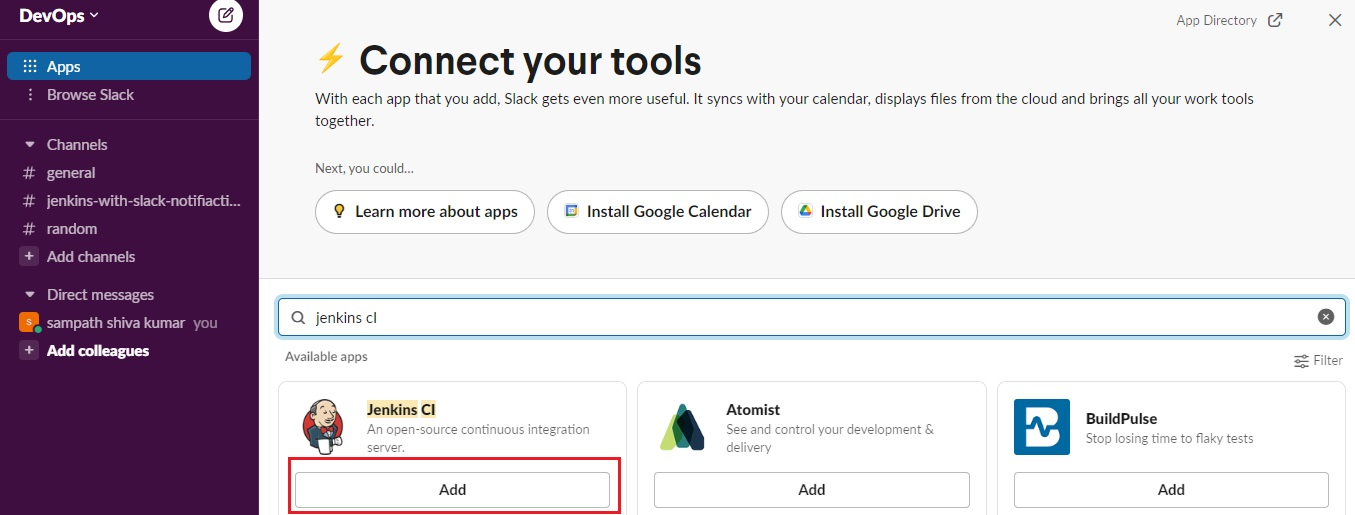 DevOps
Apps
Browse Slack
Channels
# general
# jenkins-with-slack-notifiacti...
# random
+ Add channels
Direct messages
S sampath shiva kumar you
+ Add colleagues
App Directory
Connect your tools
With each app that you add, Slack gets even more useful. It syncs with your calendar, displays files from the cloud and brings all your work tools
together.
Next, you could...
Learn more about apps
Install Google Calendar
Install Google Drive
jenkins cI
Available apps
Filter
Jenkins CI
An open-source continuous integration
server.
Add
Atomist
See and control your development &
delivery
Add
BuildPulse
Stop losing time to flaky tests
Add